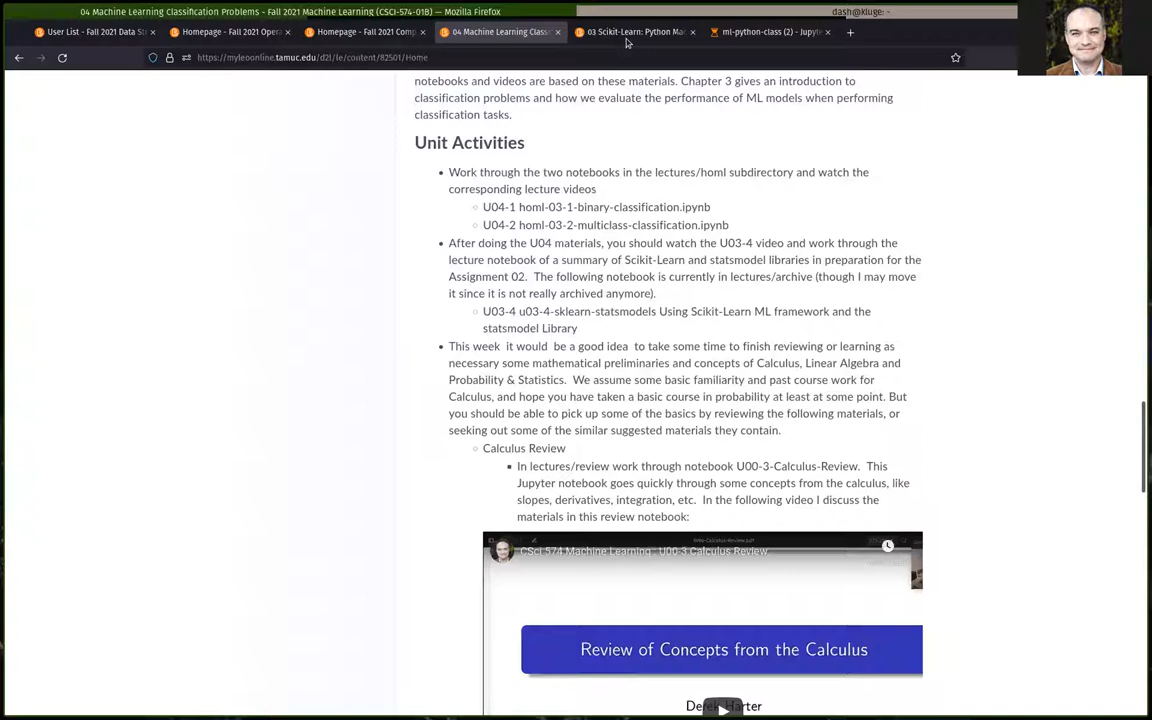 04 Machine Learning Classification Problems - Fall 2021 Machine Learning (CSCI-574-01B) — Mozilla Firefox
dash@kluge: ~
User List - Fall 2021 Data S
Homepage - Fall 2021 Opera
Homepage - Fall 2021 Comp
04 Machine Learning Classi
03 Scikit-Learn: Python Mac
ml-python-class (2) - Jupyte
https://myleoonline.tamuc.edu/d2l/le/content/82501/Home
notebooks and videos are based on these materials. Chapter 3 gives an introduction to
classification problems and how we evaluate the performance of ML models when performing
classification tasks.
Unit Activities
Work through the two notebooks in the lectures/homl subdirectory and watch the
corresponding lecture videos
U04-1 homl-03-1-binary-classification.ipynb
U04-2 homl-03-2-multiclass-classification.ipynb
After doing the U04 materials, you should watch the U03-4 video and work through the
lecture notebook of a summary of Scikit-Learn and statsmodel libraries in preparation for the
Assignment 02. The following notebook is currently in lectures/archive (though I may move
it since it is not really archived anymore).
U03-4 u03-4-sklearn-statsmodels Using Scikit-Learn ML framework and the
statsmodel Library
This week it would be a good idea to take some time to finish reviewing or learning as
necessary some mathematical preliminaries and concepts of Calculus, Linear Algebra and
Probability & Statistics. We assume some basic familiarity and past course work for
Calculus, and hope you have taken a basic course in probability at least at some point. But
you should be able to pick up some of the basics by reviewing the following materials, or
seeking out some of the similar suggested materials they contain.
Calculus Review
In lectures/review work through notebook U00-3-Calculus-Review. This
Jupyter notebook goes quickly through some concepts from the calculus, like
slopes, derivatives, integration, etc. In the following video I discuss the
materials in this review notebook:
CSci 574 Machine Learning: U00-3 Calculus Review
Review of Concepts from the Calculus
Derek Harter